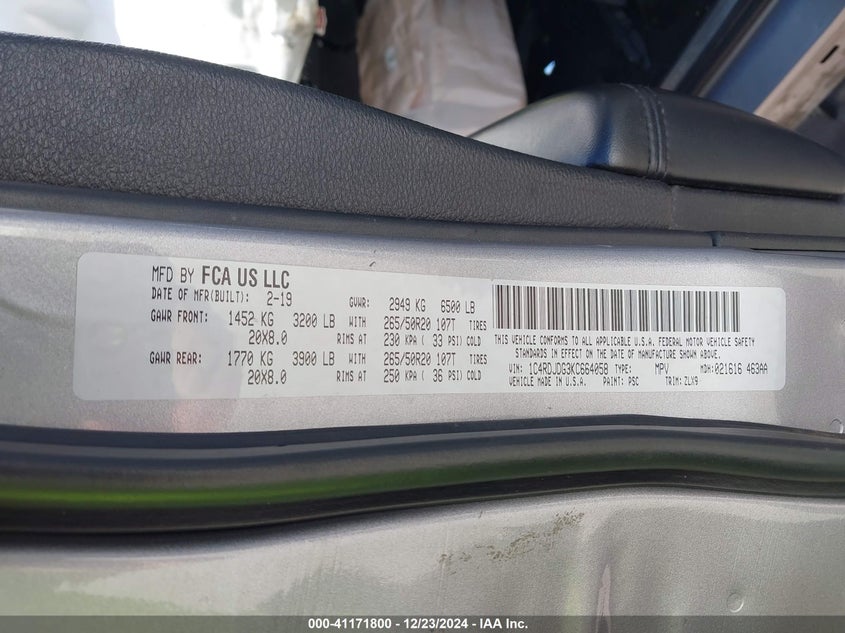 MFD BY FCA US LLC
DATE OF MFR(BUILT): 2-19 GVWR: 2949 KG 6500 LB
GAWR FRONT: 1452 KG 3200 LB WITH 265/50R20 107T TIRES
20X8.0 RIMS AT 230 KPA ( 33 PSI) COLD
GAWR REAR: 1770 KG 3900 LB WITH 265/50R20 107T TIRES
20X8.0 RIMS AT 250 KPA ( 36 PSI) COLD
THIS VEHICLE CONFORMS TO ALL APPLICABLE U.S.A. FEDERAL MOTOR VEHICLE SAFETY
STANDARDS IN EFFECT ON THE DATE OF MANUFACTURE SHOWN ABOVE.
VIN: 1C4RDJDG3KC664058 TYPE: MPV MDH: 021616 463AA
VEHICLE MADE IN U.S.A. PAINT: PSC TRIM: ZLX9
000-41171800 - 12/23/2024 - IAA Inc.